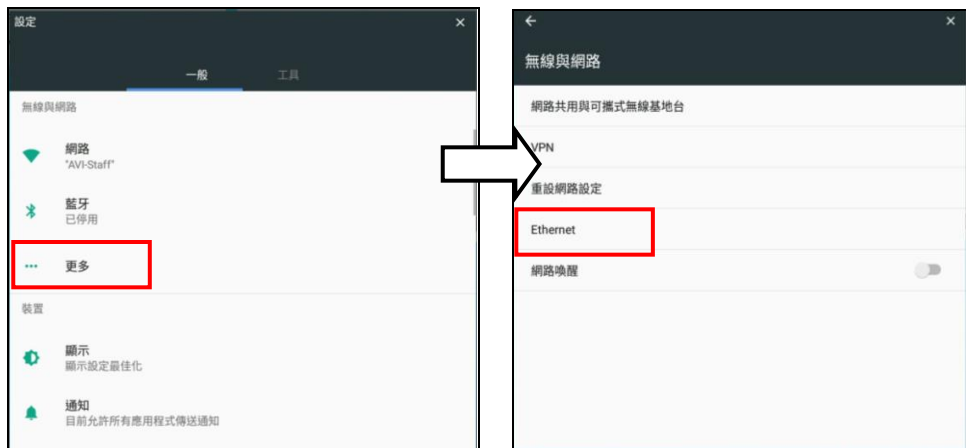 設定
一般
工具
無線與網路
網路
"AVI-Staff"
藍牙
已停用
更多
裝置
顯示
顯示設定最佳化
通知
目前允許所有應用程式傳送通知
無線與網路
網路共用與可攜式無線基地台
VPN
重設網路設定
Ethernet
網路喚醒